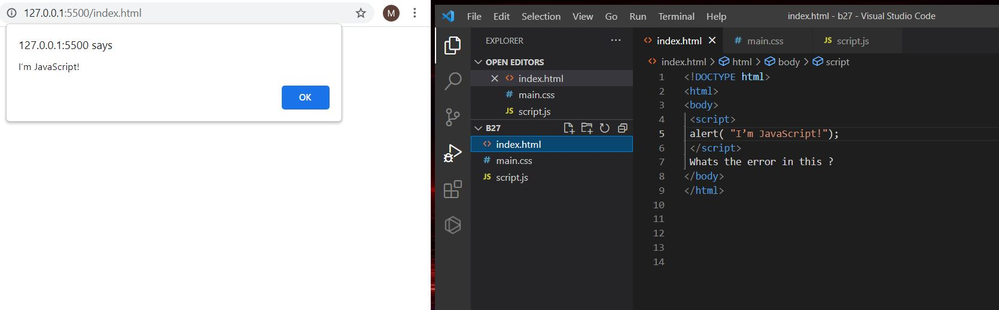 127.0.0.1:5500/index.html
M
127.0.0.1:5500 says
I’m JavaScript!
OK
File Edit Selection View Go Run Terminal Help
index.html - b27 - Visual Studio Code
EXPLORER
OPEN EDITORS
index.html
# main.css
JS script.js
B27
index.html
# main.css
JS script.js
index.html
# main.css
JS script.js
index.html > html > body > script
1 <!DOCTYPE html>
2 <html>
3 <body>
4 <script>
5 alert( "I’m JavaScript!");
6 </script>
7 Whats the error in this ?
8 </body>
9 </html>
10
11
12
13
14